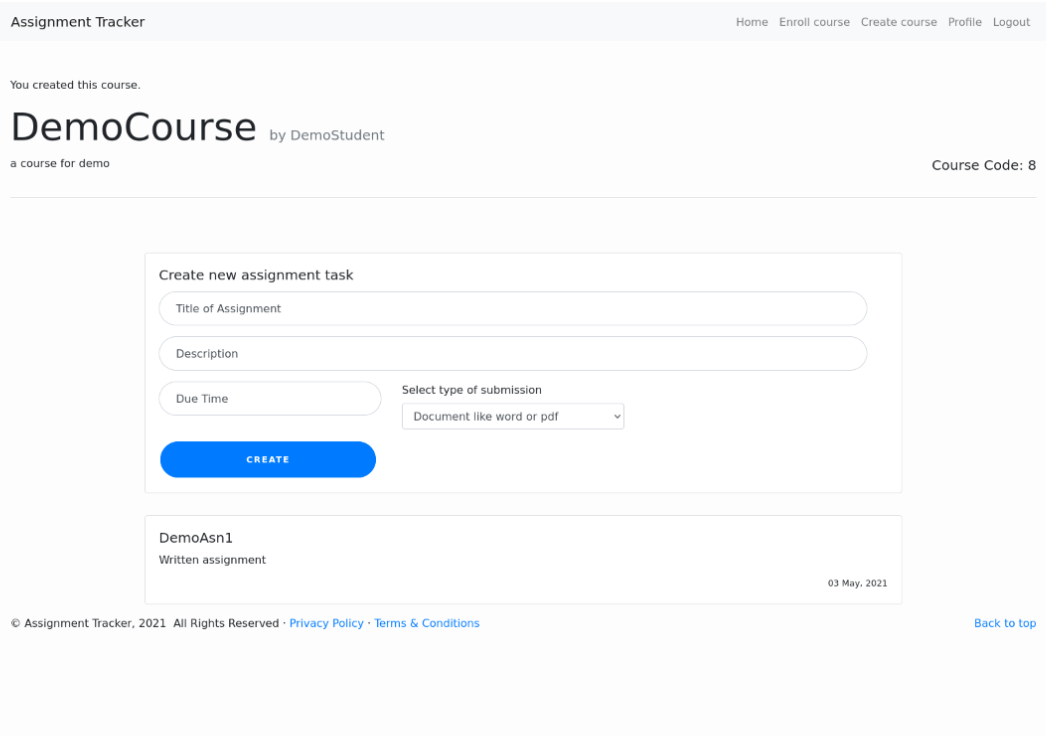 Assignment Tracker Home Enroll course Create course Profile Logout
You created this course.
DemoCourse by DemoStudent
a course for demo
Course Code: 8
Create new assignment task
Title of Assignment
Description
Due Time
Select type of submission
Document like word or pdf
CREATE
DemoAsn1
Written assignment
03 May, 2021
© Assignment Tracker, 2021 All Rights Reserved · Privacy Policy · Terms & Conditions Back to top